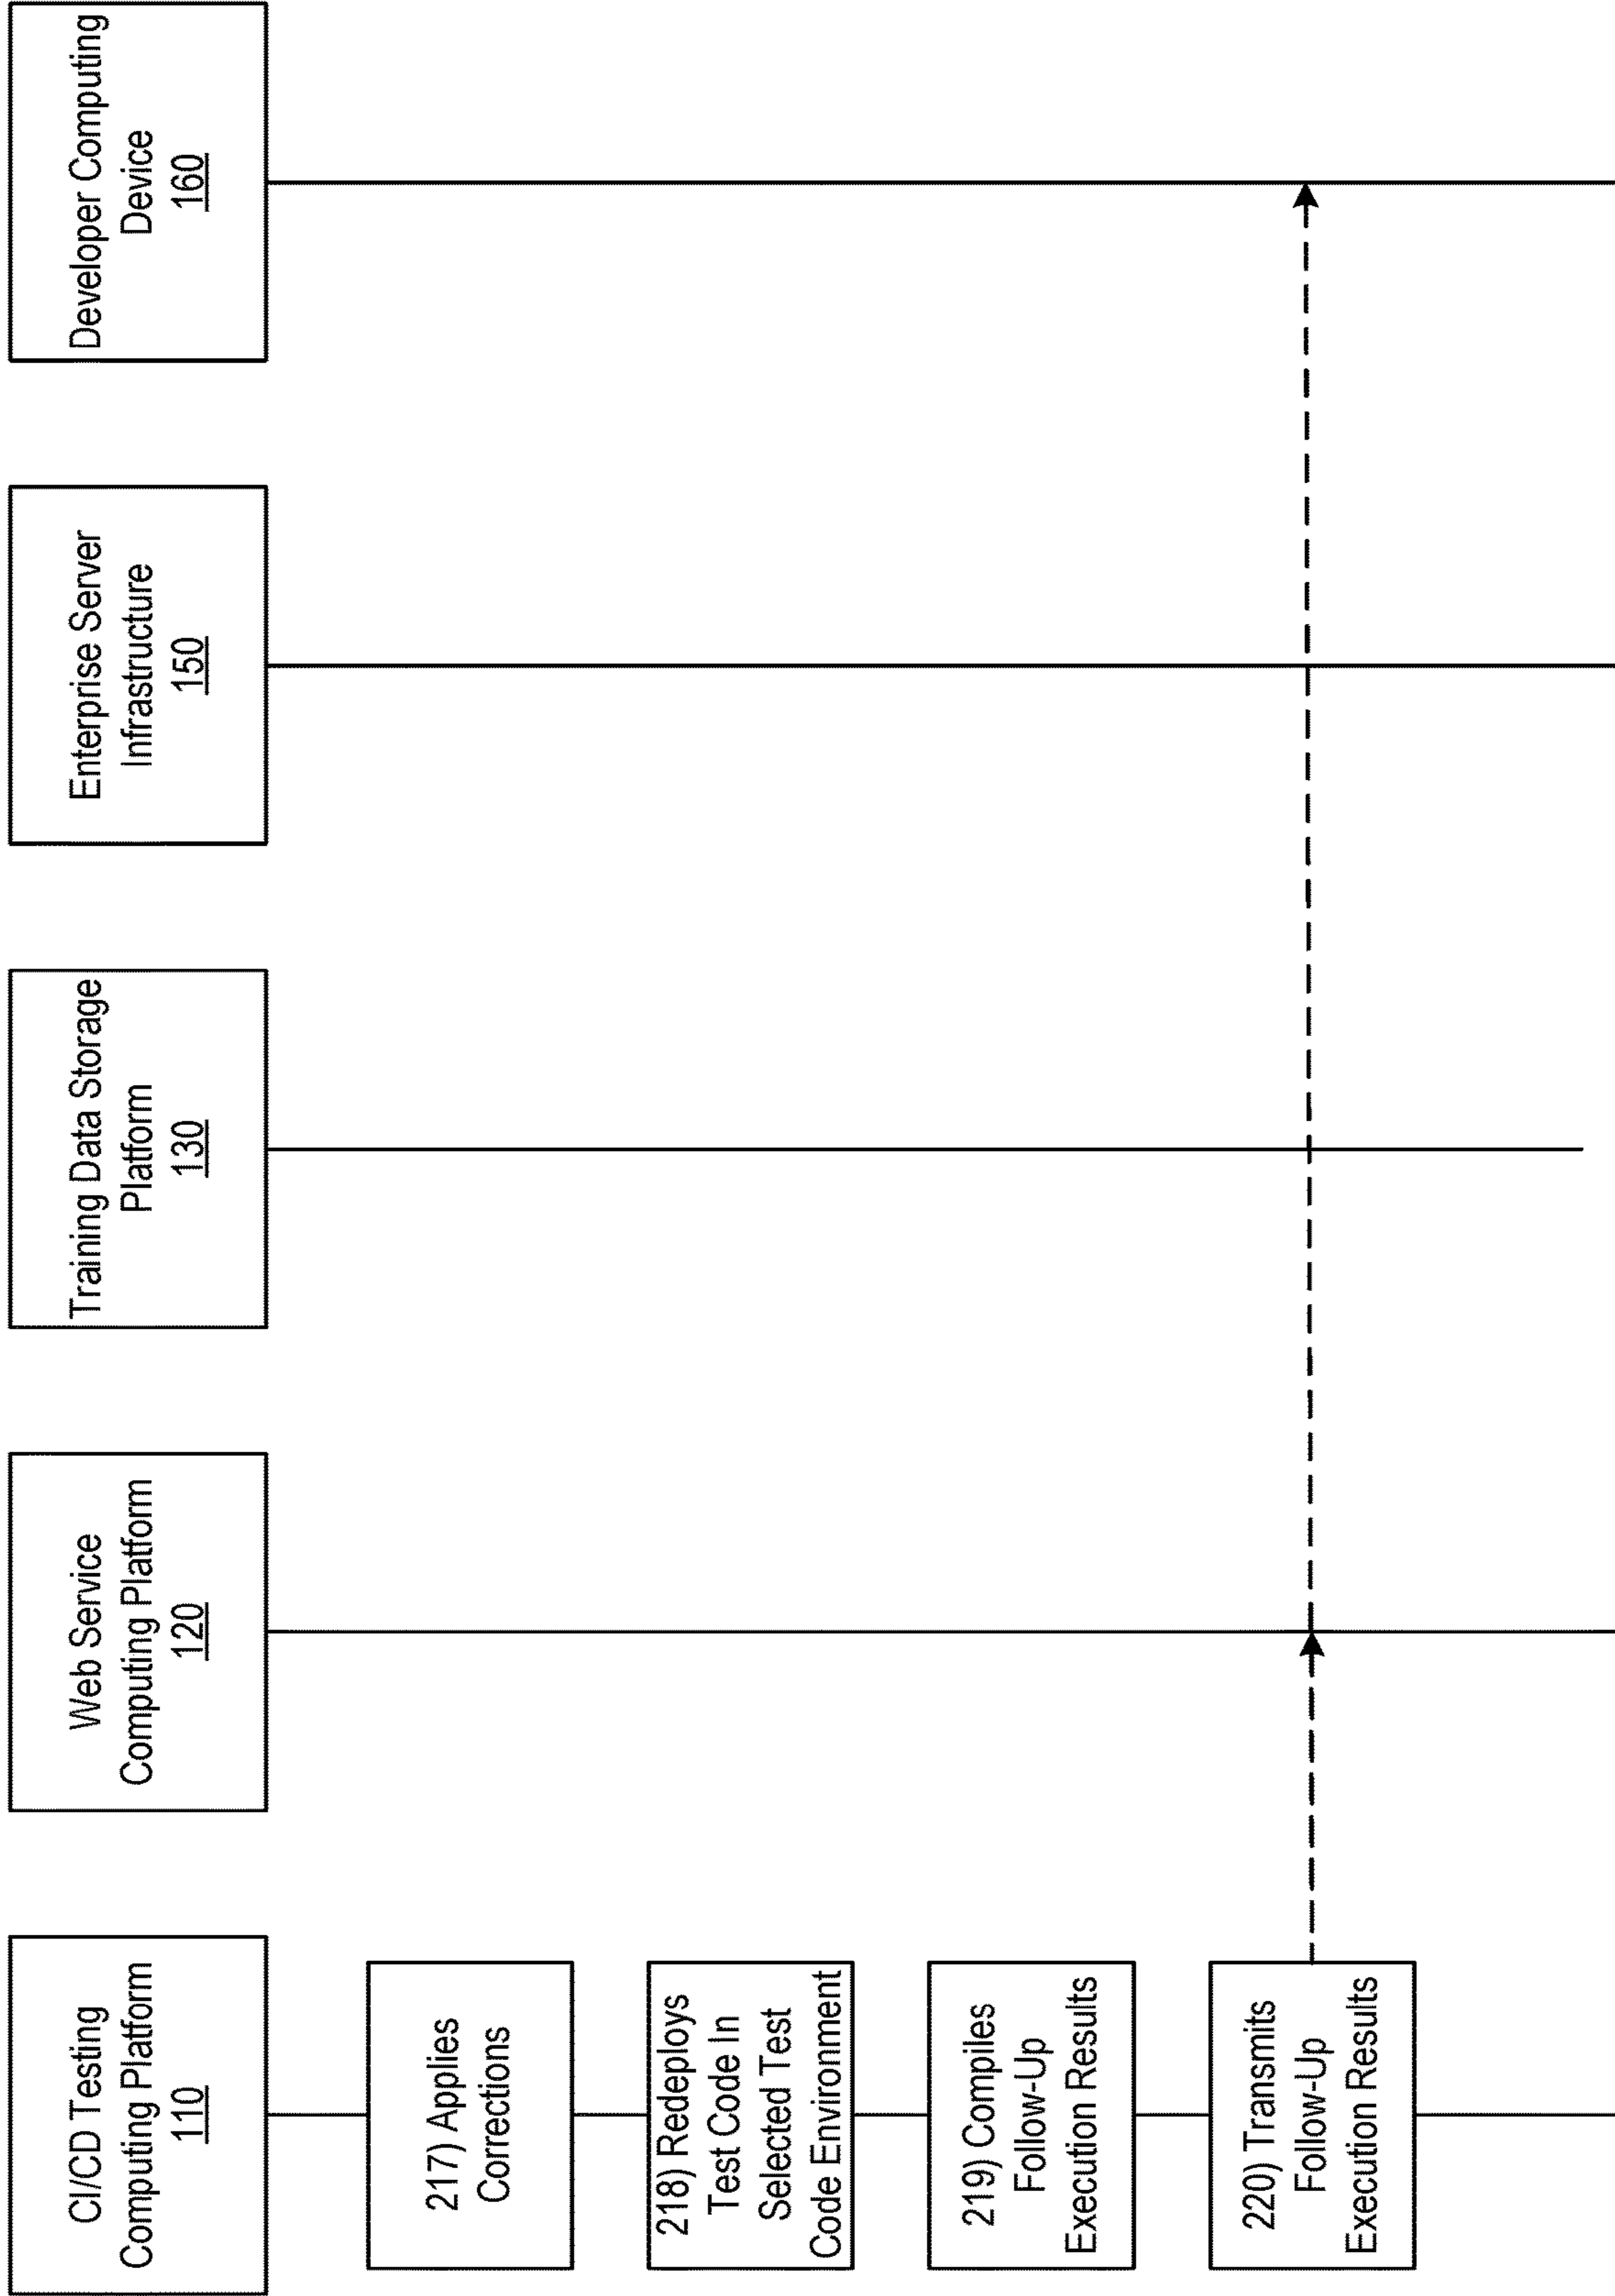 CI/CD Testing
Computing Platform
110
Web Service
Computing Platform
120
Training Data Storage
Platform
130
Enterprise Server
Infrastructure
150
Developer Computing
Device
160
217) Applies
Corrections
218) Redeploys
Test Code In
Selected Test
Code Environment
219) Compiles
Follow-Up
Execution Results
220) Transmits
Follow-Up
Execution Results